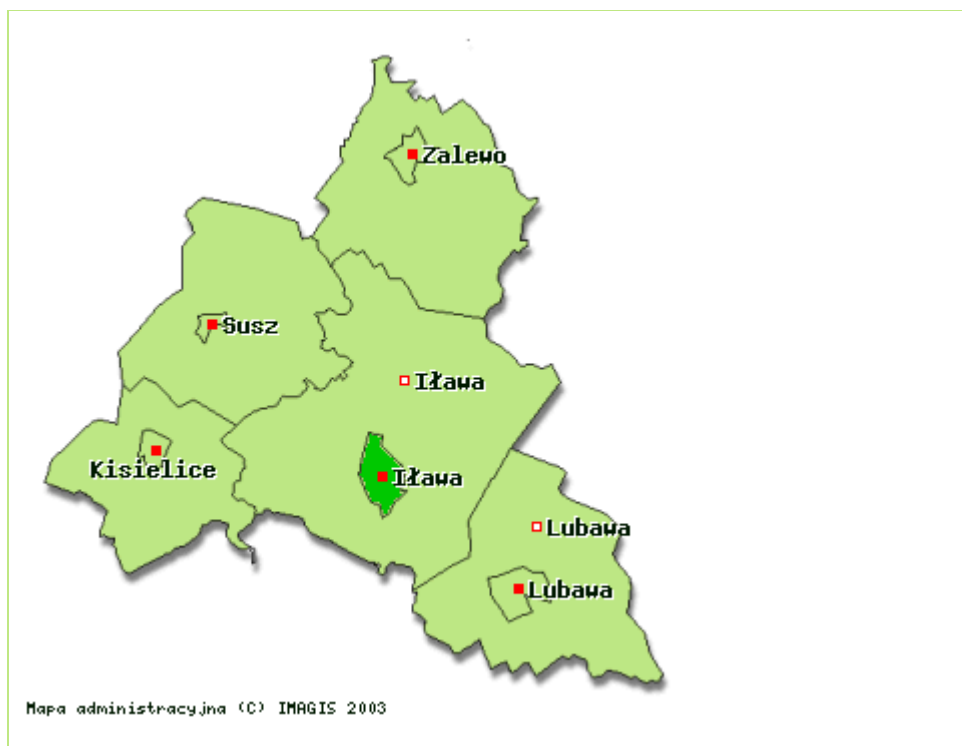 Zalewo
Susz
Iława
Kisielice
Iława
Lubawa
Lubawa
Mapa administracyjna (C) IMAGIS 2003